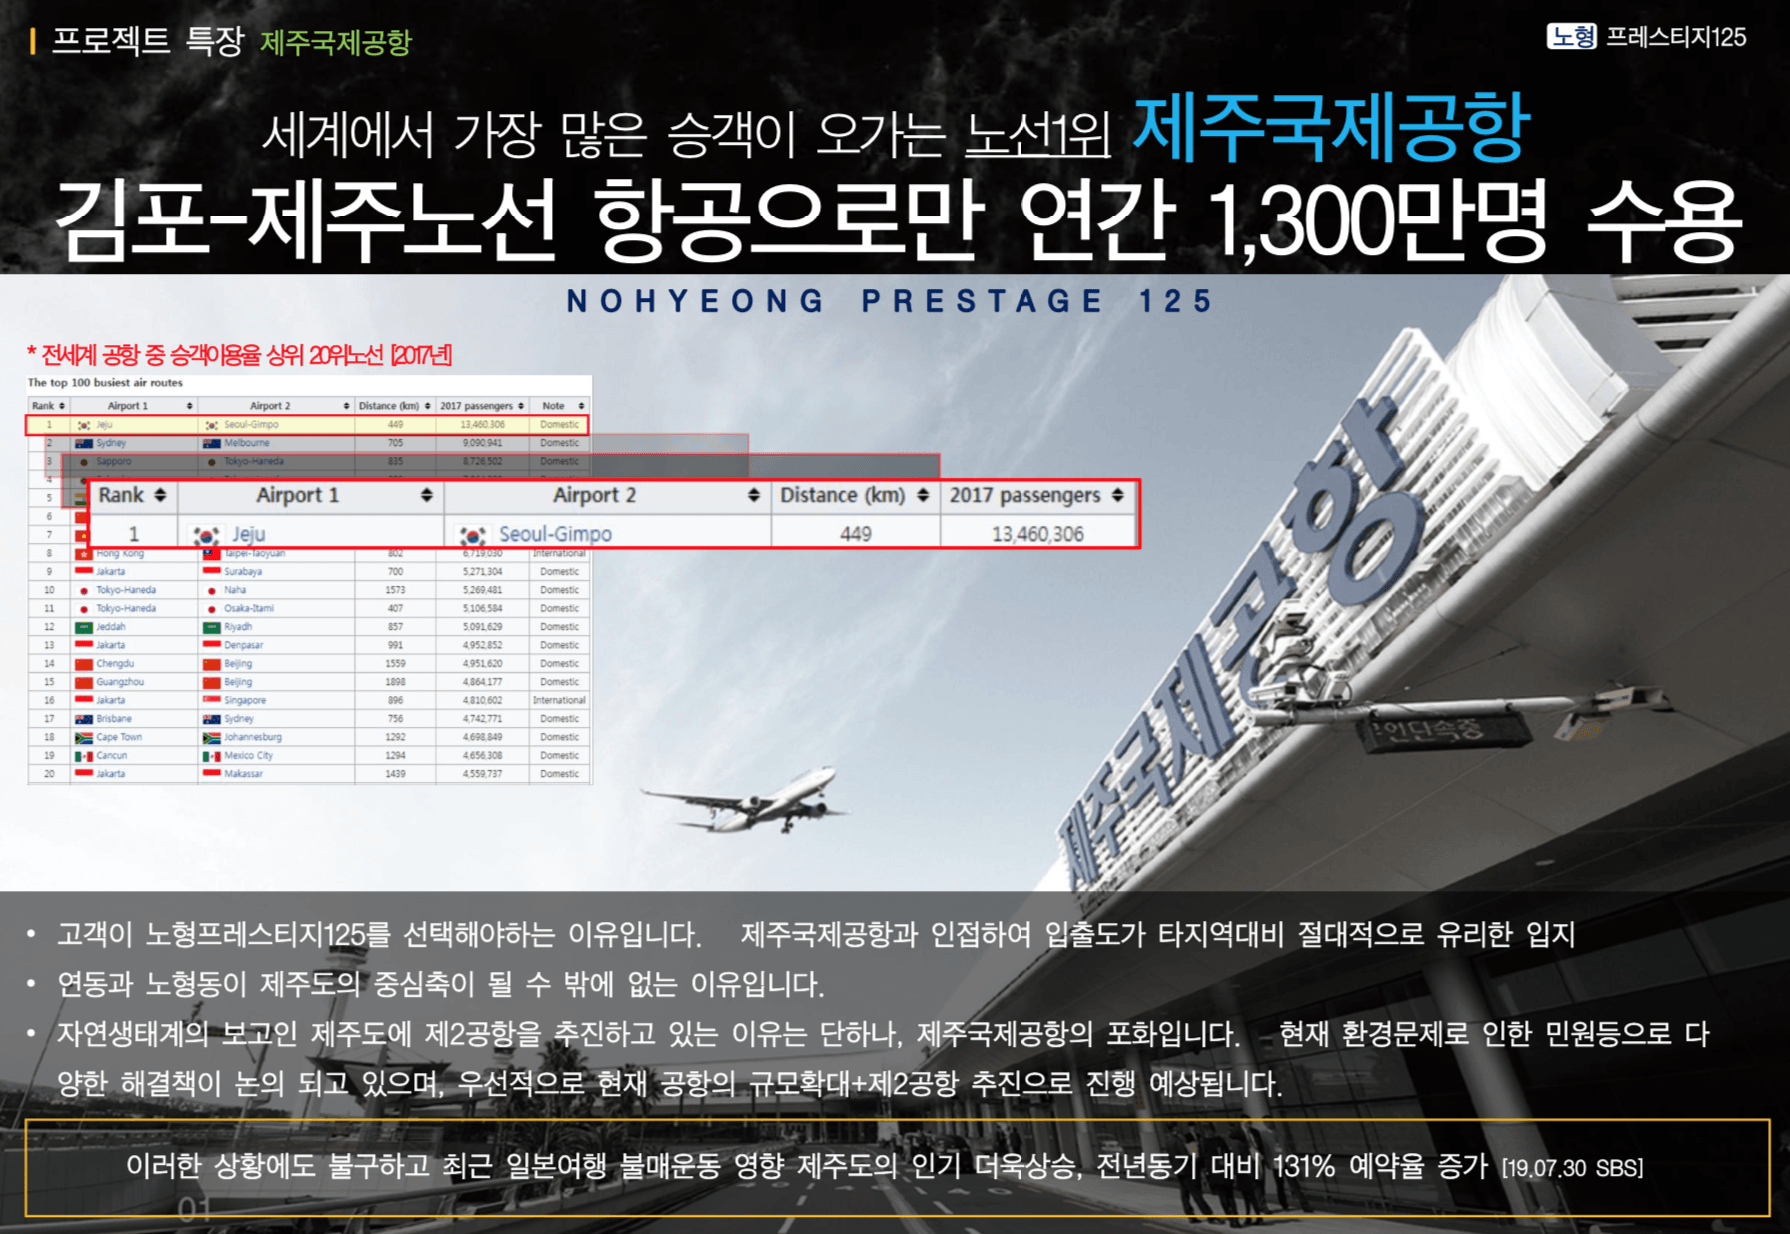 프로젝트 특장 제주국제공항
노형 프레스티지125
세계에서 가장 많은 승객이 오가는 노선1위 제주국제공항
김포-제주노선 항공으로만 연간 1,300만명 수용
NOHYEONG PRESTAGE 125
* 전세계 공항 중 승객이용율 상위 20위노선 [2017년]
The top 100 busiest air routes
Rank Airport 1 Airport 2 Distance (km) 2017 passengers Note
1 Jeju Seoul-Gimpo 449 13,460,306 Domestic
2 Sydney Melbourne 705 9,090,941 Domestic
3 Sapporo Tokyo-Haneda 835 8,726,502 Domestic
4
5
6
7
Rank Airport 1 Airport 2 Distance (km) 2017 passengers
1 Jeju Seoul-Gimpo 449 13,460,306
8 Hong Kong Taipei-Taoyuan 802 6,719,030 International
9 Jakarta Surabaya 700 5,271,304 Domestic
10 Tokyo-Haneda Naha 1573 5,269,481 Domestic
11 Tokyo-Haneda Osaka-Itami 407 5,106,584 Domestic
12 Jeddah Riyadh 857 5,091,629 Domestic
13 Jakarta Denpasar 991 4,952,852 Domestic
14 Chengdu Beijing 1559 4,951,620 Domestic
15 Guangzhou Beijing 1898 4,864,177 Domestic
16 Jakarta Singapore 896 4,810,602 International
17 Brisbane Sydney 756 4,742,771 Domestic
18 Cape Town Johannesburg 1292 4,698,849 Domestic
19 Cancun Mexico City 1294 4,656,308 Domestic
20 Jakarta Makassar 1439 4,559,737 Domestic
제주국제공항
인단속중
• 고객이 노형프레스티지125를 선택해야하는 이유입니다. 제주국제공항과 인접하여 입출도가 타지역대비 절대적으로 유리한 입지
• 연동과 노형동이 제주도의 중심축이 될 수 밖에 없는 이유입니다.
• 자연생태계의 보고인 제주도에 제2공항을 추진하고 있는 이유는 단하나, 제주국제공항의 포화입니다. 현재 환경문제로 인한 민원등으로 다
양한 해결책이 논의 되고 있으며, 우선적으로 현재 공항의 규모확대+제2공항 추진으로 진행 예상됩니다.
이러한 상황에도 불구하고 최근 일본여행 불매운동 영향 제주도의 인기 더욱상승, 전년동기 대비 131% 예약율 증가 [19.07.30 SBS]
01